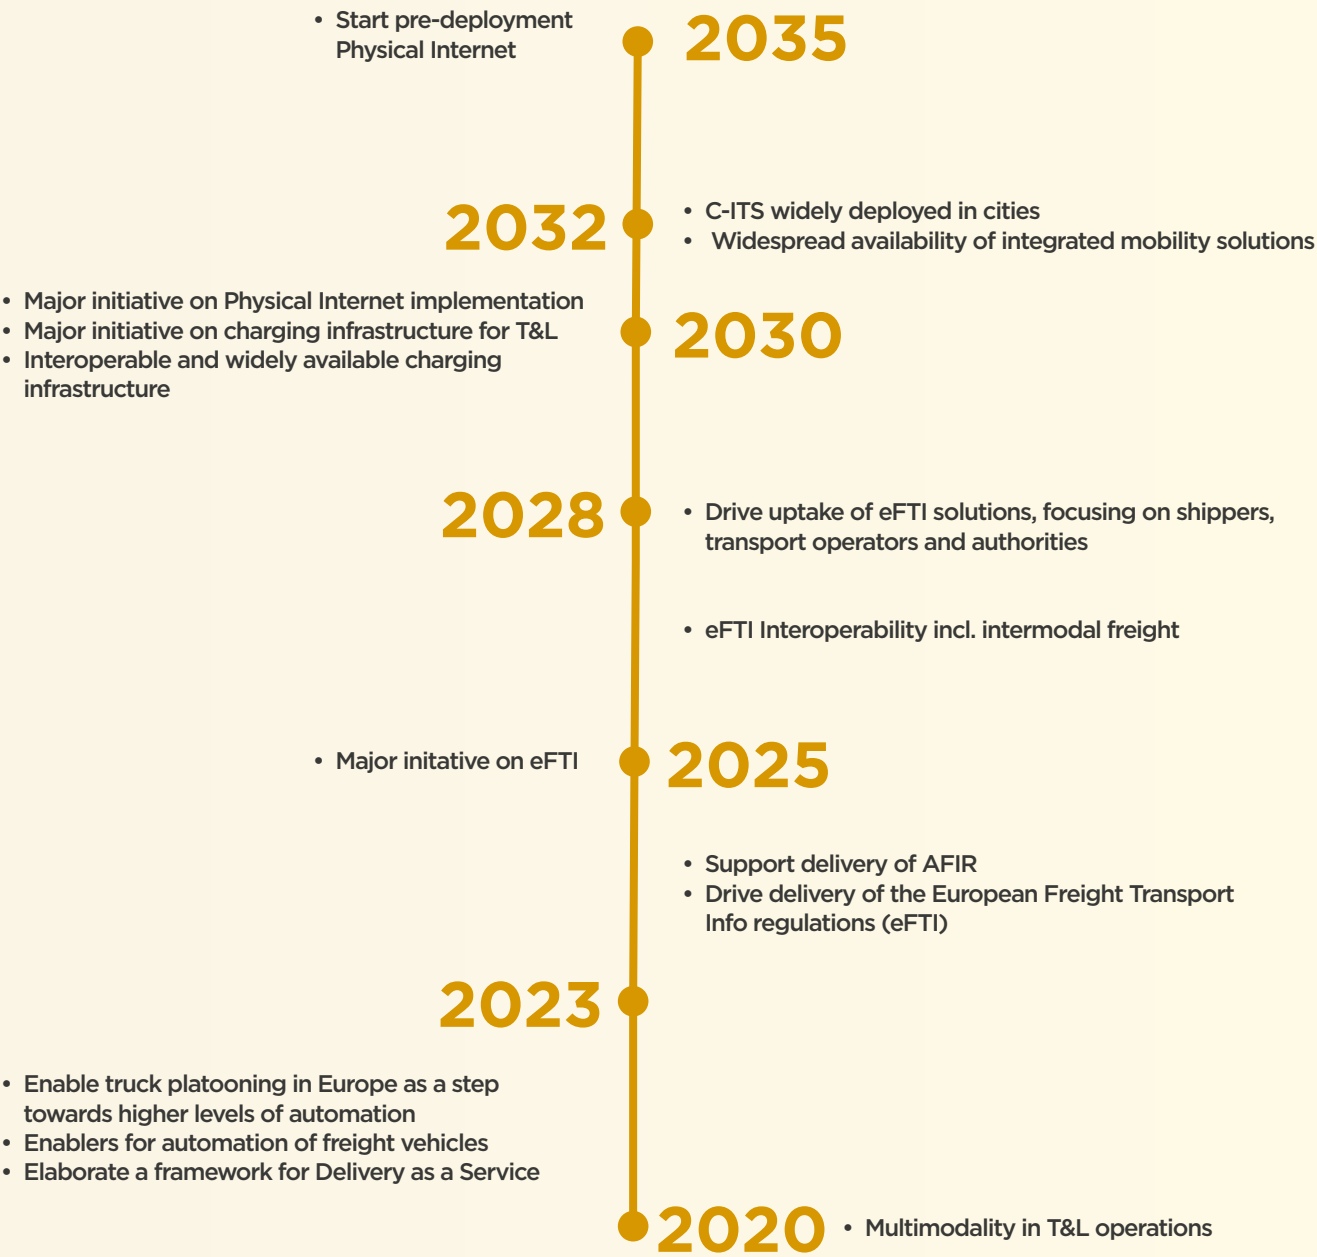 • Start pre-deployment
Physical Internet
2035
2032
• C-ITS widely deployed in cities
• Widespread availability of integrated mobility solutions
• Major initiative on Physical Internet implementation
• Major initiative on charging infrastructure for T&L
• Interoperable and widely available charging
infrastructure
2030
2028
• Drive uptake of eFTI solutions, focusing on shippers,
transport operators and authorities
• eFTI Interoperability incl. intermodal freight
• Major initative on eFTI
2025
• Support delivery of AFIR
• Drive delivery of the European Freight Transport
Info regulations (eFTI)
2023
• Enable truck platooning in Europe as a step
towards higher levels of automation
• Enablers for automation of freight vehicles
• Elaborate a framework for Delivery as a Service
2020
• Multimodality in T&L operations